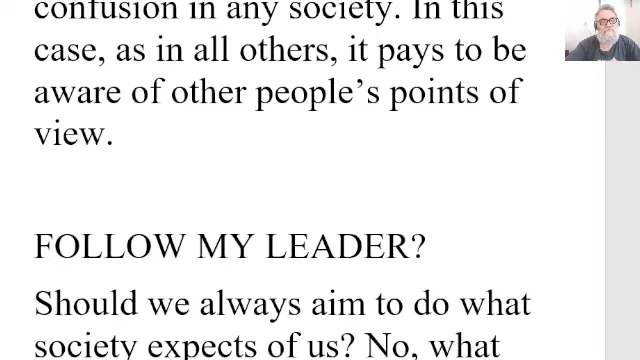 confusion in any society. In this
case, as in all others, it pays to be
aware of other people’s points of
view.
FOLLOW MY LEADER?
Should we always aim to do what
society expects of us? No, what